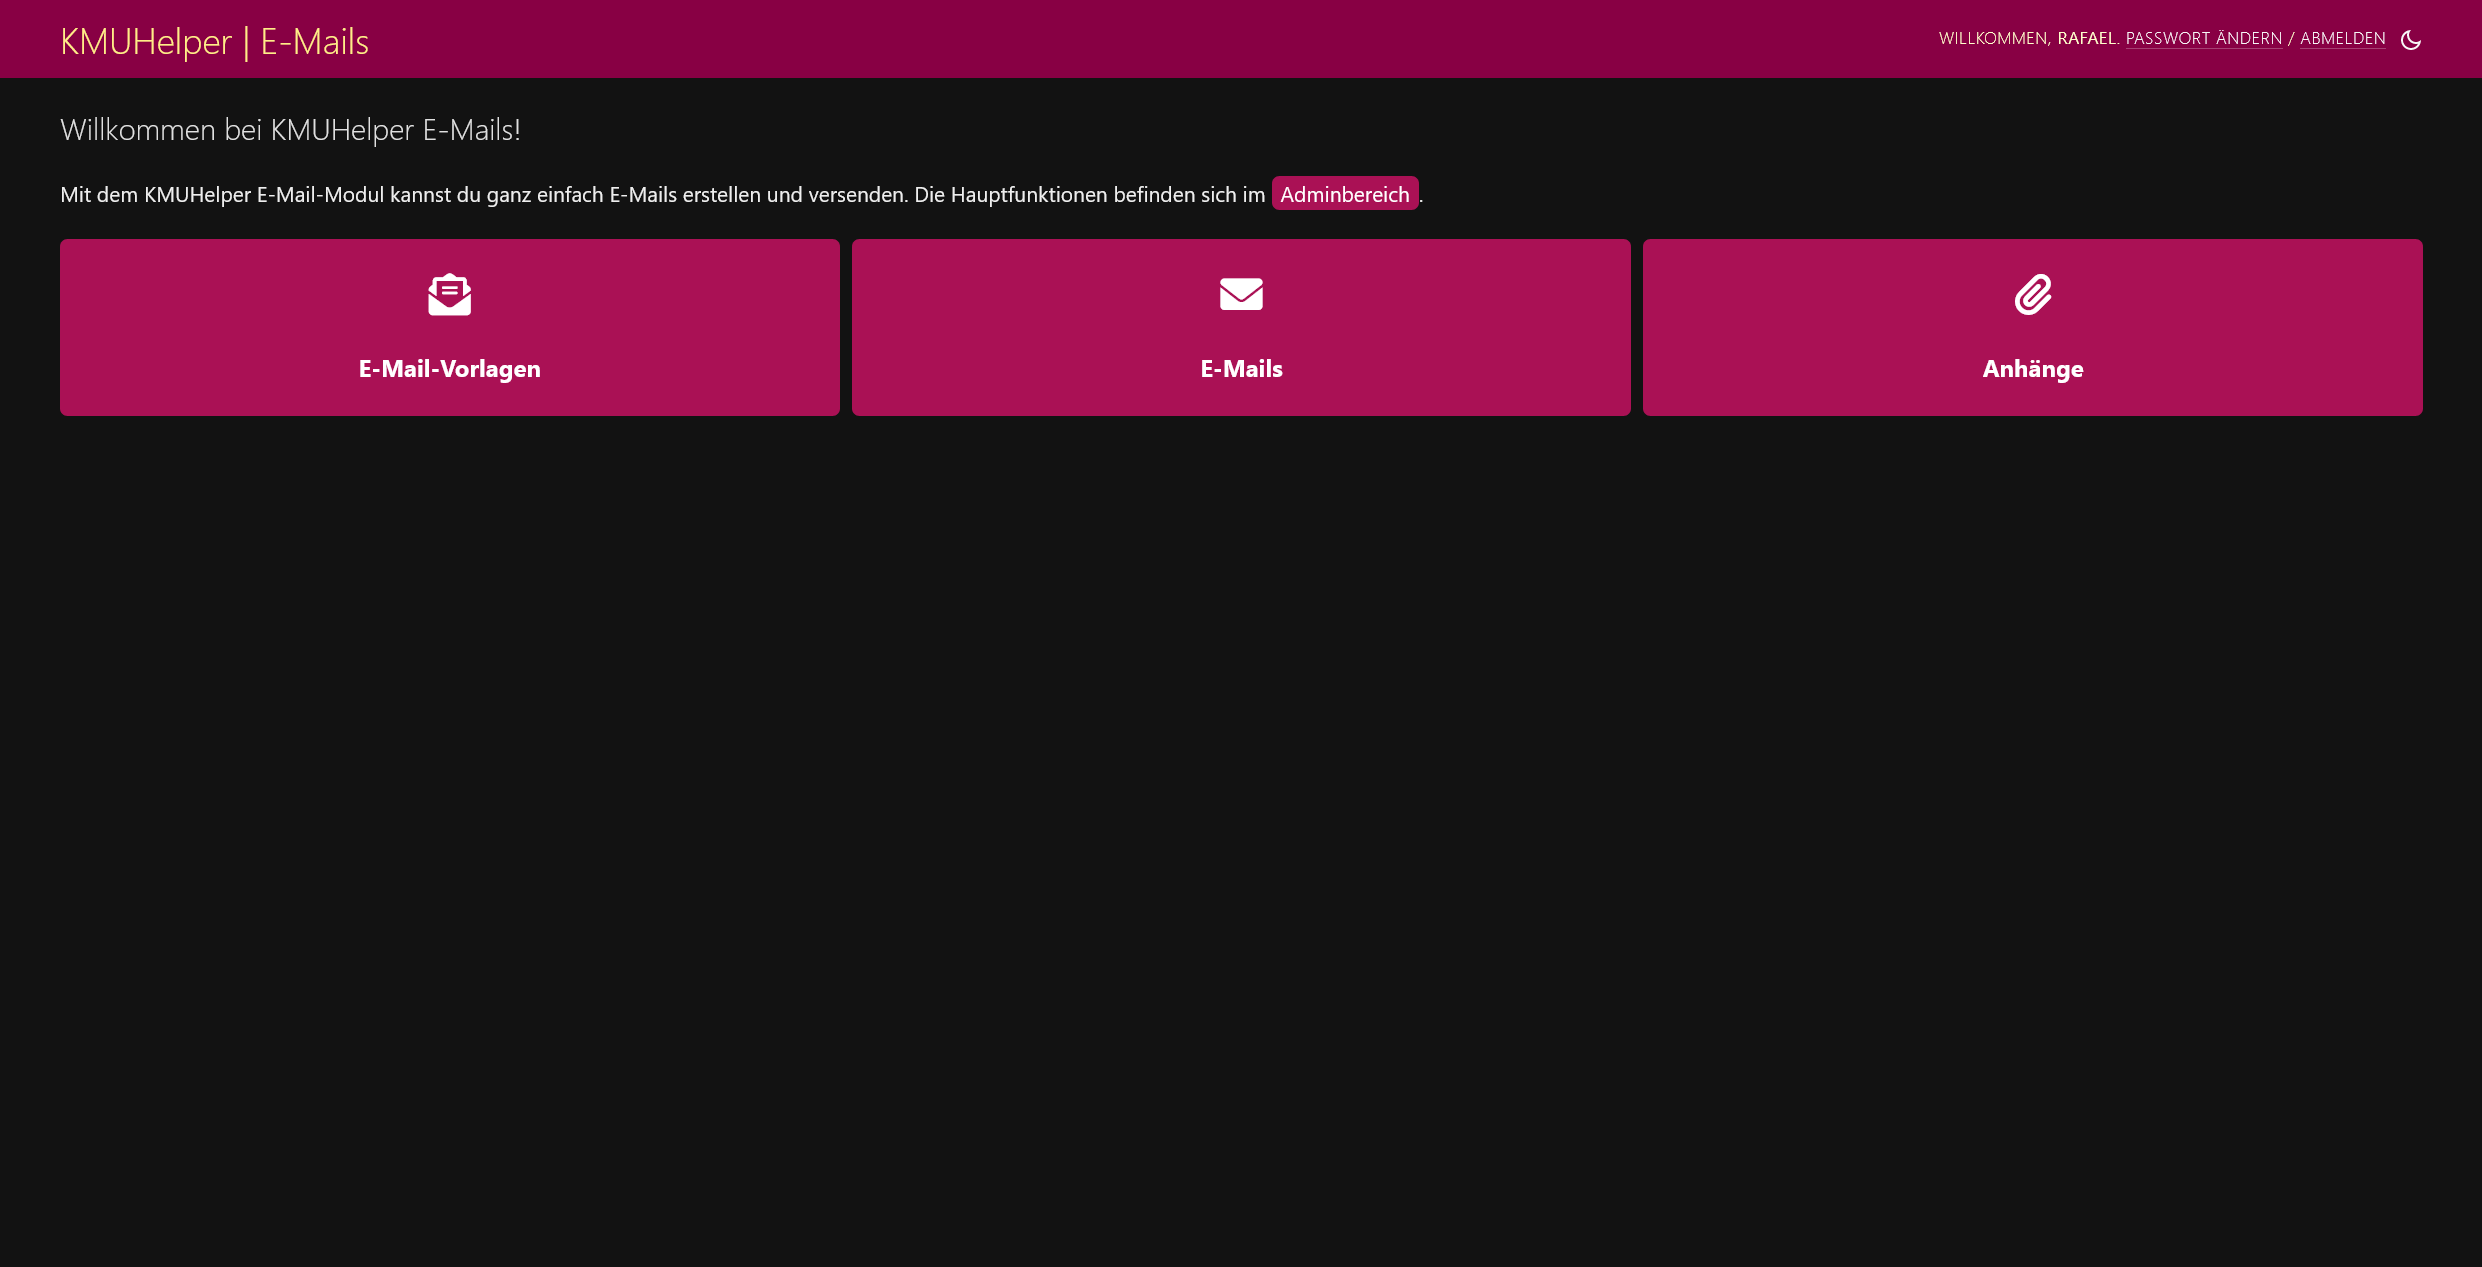 KMUHelper | E-Mails
WILLKOMMEN, RAFAEL. PASSWORT ÄNDERN / ABMELDEN
Willkommen bei KMUHelper E-Mails!
Mit dem KMUHelper E-Mail-Modul kannst du ganz einfach E-Mails erstellen und versenden. Die Hauptfunktionen befinden sich im Adminbereich.
E-Mail-Vorlagen
E-Mails
Anhänge